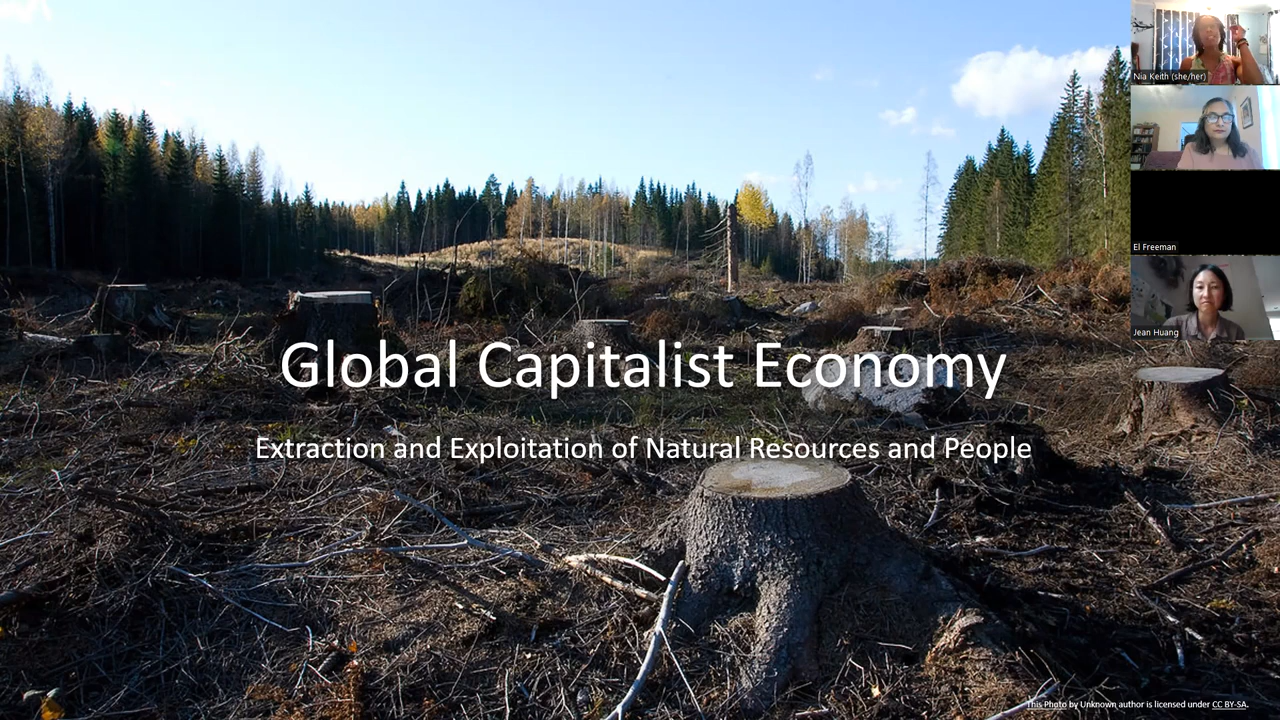 Nia Keith (she/her)
El Freeman
Jean Huang
Global Capitalist Economy
Extraction and Exploitation of Natural Resources and People
This Photo by Unknown author is licensed under CC BY-SA.